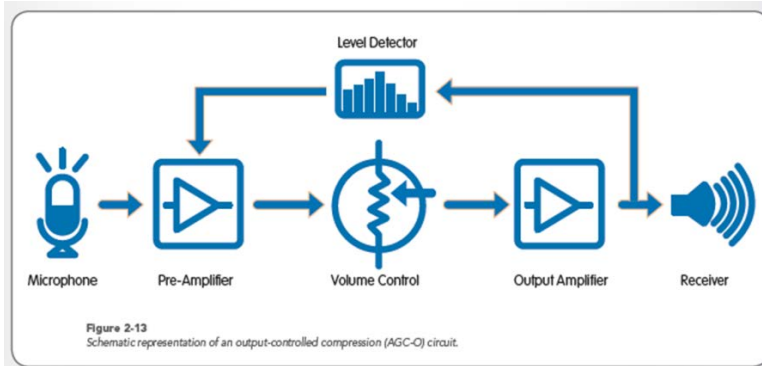 Level Detector
Microphone
Pre-Amplifier
Volume Control
Output Amplifier
Receiver
Figure 2-13
Schematic representation of an output-controlled compression (AGC-O) circuit.